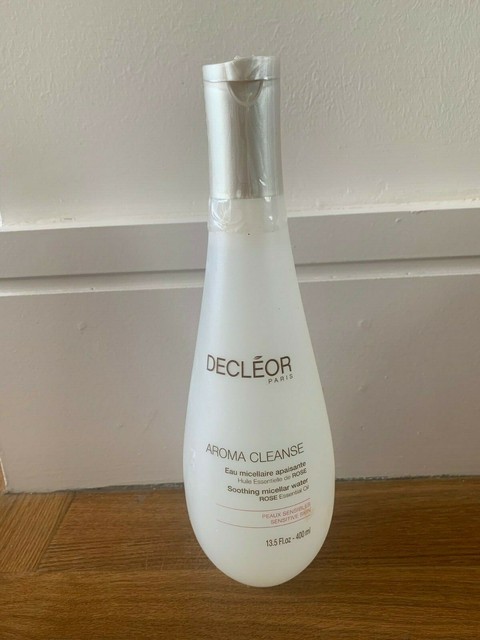 DECLÉOR
PARIS
AROMA CLEANSE
Eau micellaire apaisante
Huile Essentielle de ROSE
Soothing micellar water
ROSE Essential Oil
PEAUX SENSIBLES
SENSITIVE SKIN
13.5 Fl.oz - 400 ml